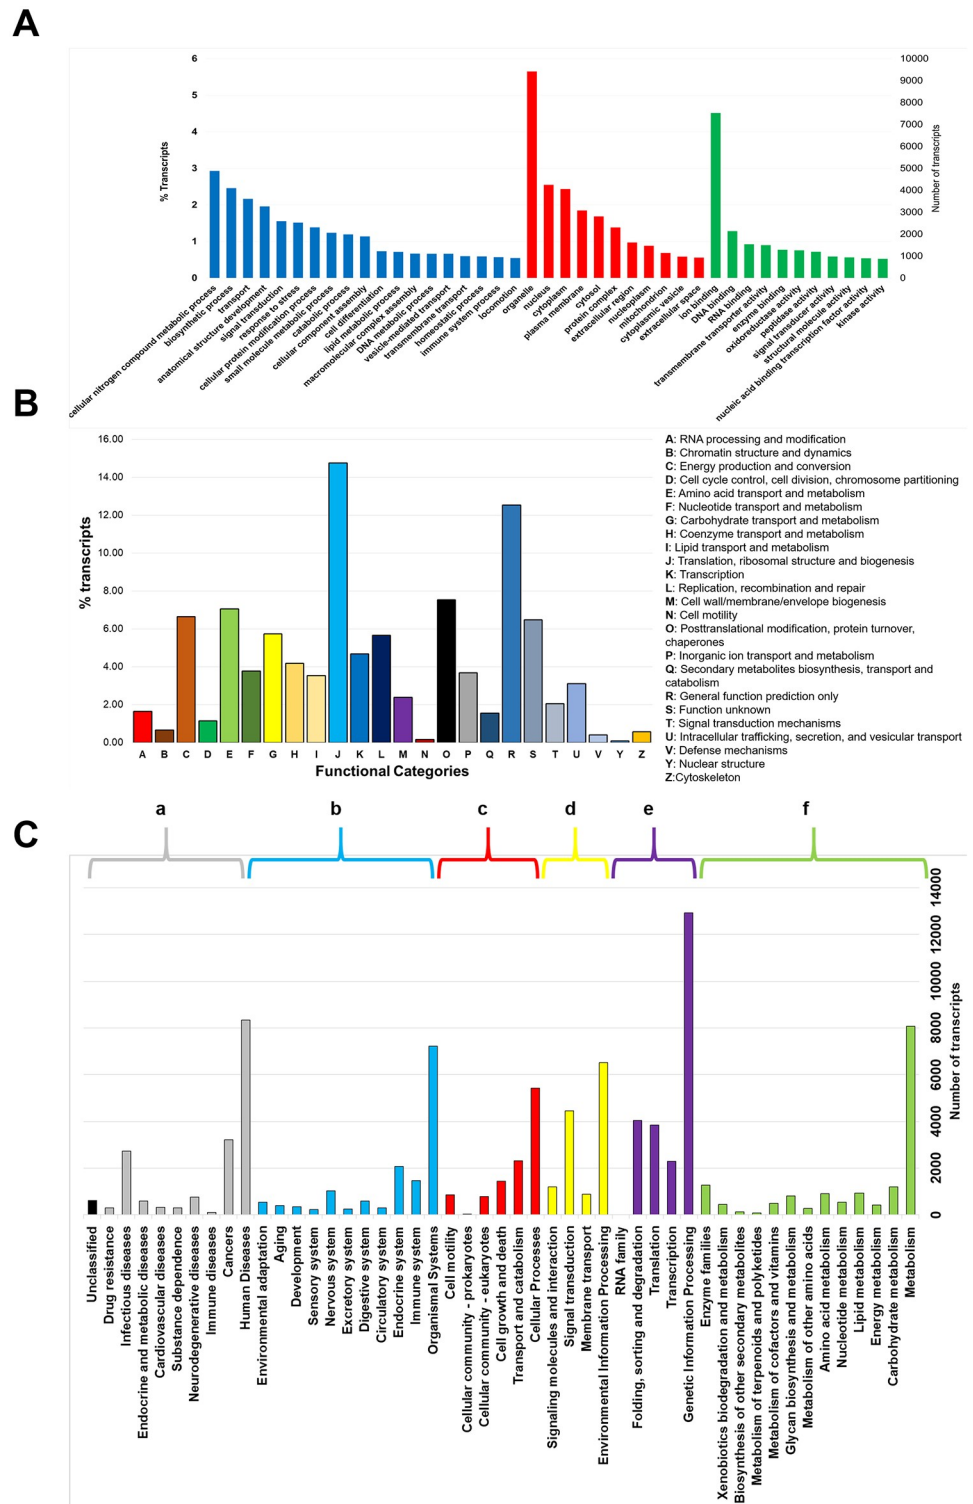 A
6
5
4
3
2
1
0
% Transcripts
10000
9000
8000
7000
6000
5000
4000
3000
2000
1000
0
Number of transcripts
cellular nitrogen compound metabolic process
biosynthetic process
transport
anatomical structure development
signal transduction
response to stress
cellular protein modification process
small molecule metabolic process
catabolic process
cellular component assembly
cell differentiation
lipid metabolic process
macromolecular complex assembly
DNA metabolic process
vesicle-mediated transport
transmembrane transport
homeostatic process
immune system process
locomotion
organelle
nucleus
cytoplasm
plasma membrane
cytosol
protein complex
extracellular region
nucleoplasm
mitochondrion
cytoplasmic vesicle
extracellular space
ion binding
DNA binding
RNA binding
transmembrane transporter activity
enzyme binding
oxidoreductase activity
peptidase activity
signal transducer activity
structural molecule activity
nucleic acid binding transcription factor activity
kinase activity
B
16.00
14.00
12.00
10.00
8.00
6.00
4.00
2.00
0.00
% transcripts
A B C D E F G H I J K L M N O P Q R S T U V Y Z
Functional Categories
A: RNA processing and modification
B: Chromatin structure and dynamics
C: Energy production and conversion
D: Cell cycle control, cell division, chromosome partitioning
E: Amino acid transport and metabolism
F: Nucleotide transport and metabolism
G: Carbohydrate transport and metabolism
H: Coenzyme transport and metabolism
I: Lipid transport and metabolism
J: Translation, ribosomal structure and biogenesis
K: Transcription
L: Replication, recombination and repair
M: Cell wall/membrane/envelope biogenesis
N: Cell motility
O: Posttranslational modification, protein turnover,
chaperones
P: Inorganic ion transport and metabolism
Q: Secondary metabolites biosynthesis, transport and
catabolism
R: General function prediction only
S: Function unknown
T: Signal transduction mechanisms
U: Intracellular trafficking, secretion, and vesicular transport
V: Defense mechanisms
Y: Nuclear structure
Z:Cytoskeleton
C
a b c d e f
14000
12000
10000
8000
6000
4000
2000
0
Number of transcripts
Unclassified
Drug resistance
Infectious diseases
Endocrine and metabolic diseases
Cardiovascular diseases
Substance dependence
Neurodegenerative diseases
Immune diseases
Cancers
Human Diseases
Environmental adaptation
Aging
Development
Sensory system
Nervous system
Excretory system
Digestive system
Circulatory system
Endocrine system
Immune system
Organismal Systems
Cell motility
Cellular community - prokaryotes
Cellular community - eukaryotes
Cell growth and death
Transport and catabolism
Cellular Processes
Signaling molecules and interaction
Signal transduction
Membrane transport
Environmental Information Processing
RNA family
Folding, sorting and degradation
Translation
Transcription
Genetic Information Processing
Enzyme families
Xenobiotics biodegradation and metabolism
Biosynthesis of other secondary metabolites
Metabolism of terpenoids and polyketides
Metabolism of cofactors and vitamins
Glycan biosynthesis and metabolism
Metabolism of other amino acids
Amino acid metabolism
Nucleotide metabolism
Lipid metabolism
Energy metabolism
Carbohydrate metabolism
Metabolism